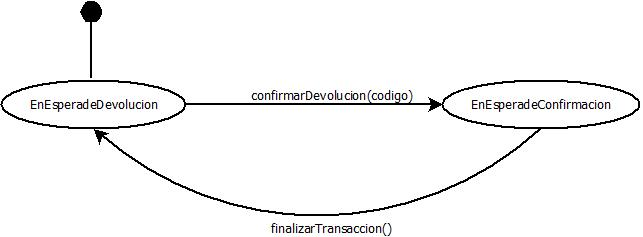 confirmarDevolucion(codigo)
EnEsperadeDevolucion
EnEsperadeConfirmacion
finalizarTransaccion()